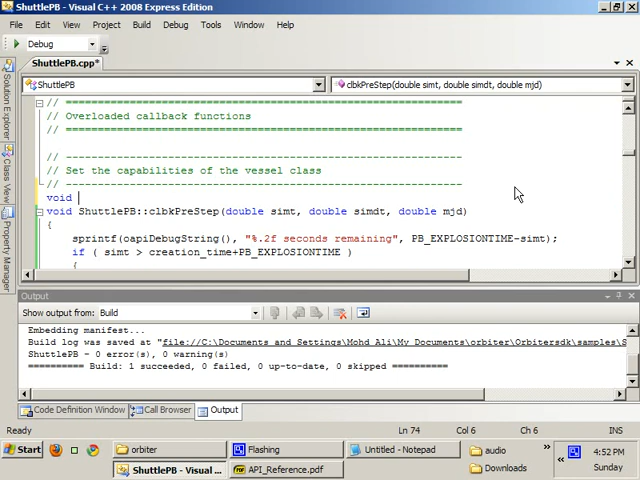 ShuttlePB - Visual C++ 2008 Express Edition
File Edit View Project Build Debug Tools Window Help
Debug
ShuttlePB.cpp*
ShuttlePB clbkPreStep(double simt, double simdt, double mjd)
Solution Explorer
Class View
Property Manager
// ==============================================================
// Overloaded callback functions
// ==============================================================
// --------------------------------------------------------------
// Set the capabilities of the vessel class
// --------------------------------------------------------------
void
void ShuttlePB::clbkPreStep(double simt, double simdt, double mjd)
{
sprintf(oapiDebugString(), "%.2f seconds remaining", PB_EXPLOSIONTIME-simt);
if ( simt > creation_time+PB_EXPLOSIONTIME )
{
Output
Show output from: Build
Embedding manifest...
Build log was saved at "file://C:\Documents and Settings\Mohd Ali\My Documents\orbiter\Orbitersdk\samples\S
ShuttlePB - 0 error(s), 0 warning(s)
========== Build: 1 succeeded, 0 failed, 0 up-to-date, 0 skipped ==========
Code Definition Window Call Browser Output
Ready Ln 74 Col 6 Ch 6 INS
Start orbiter Flashing Untitled - Notepad audio 4:52 PM
ShuttlePB - Visual ... API_Reference.pdf Downloads Sunday